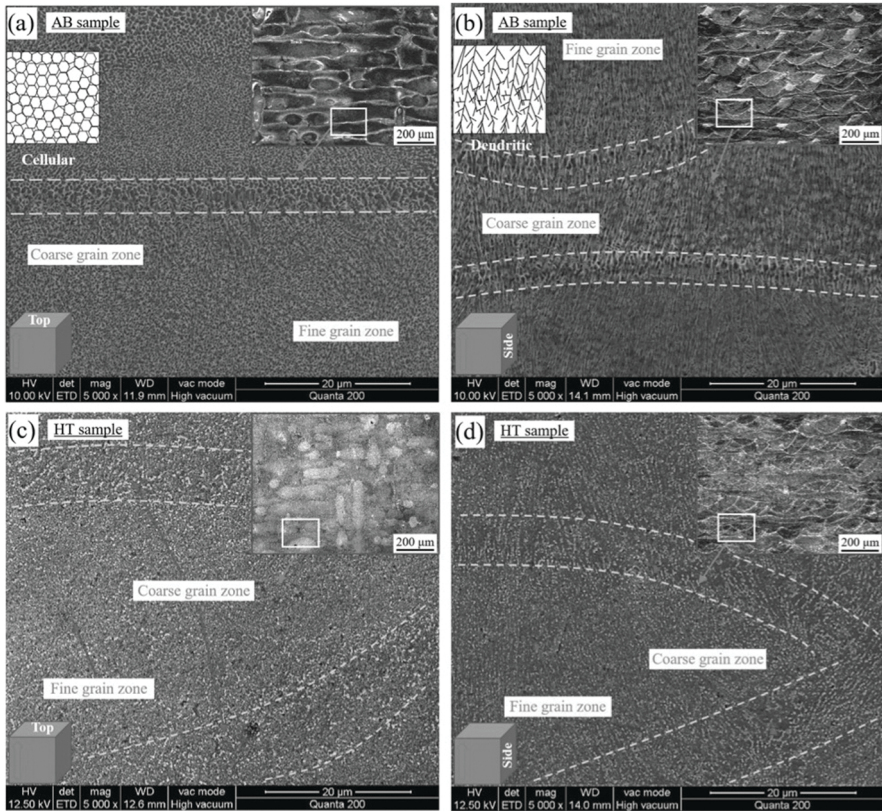 (a)
AB sample
200 μm
Cellular
Coarse grain zone
Fine grain zone
Top
HV det mag WD vac mode
10.00 kV ETD 5 000 x 11.9 mm High vacuum
20 μm
Quanta 200
(b)
AB sample
Fine grain zone
200 μm
Dendritic
Coarse grain zone
Side
HV det mag WD vac mode
10.00 kV ETD 5 000 x 14.1 mm High vacuum
20 μm
Quanta 200
(c)
HT sample
200 μm
Coarse grain zone
Fine grain zone
Top
HV det mag WD vac mode
12.50 kV ETD 5 000 x 12.6 mm High vacuum
20 μm
Quanta 200
(d)
HT sample
200 μm
Coarse grain zone
Fine grain zone
Side
HV det mag WD vac mode
12.50 kV ETD 5 000 x 14.0 mm High vacuum
20 μm
Quanta 200